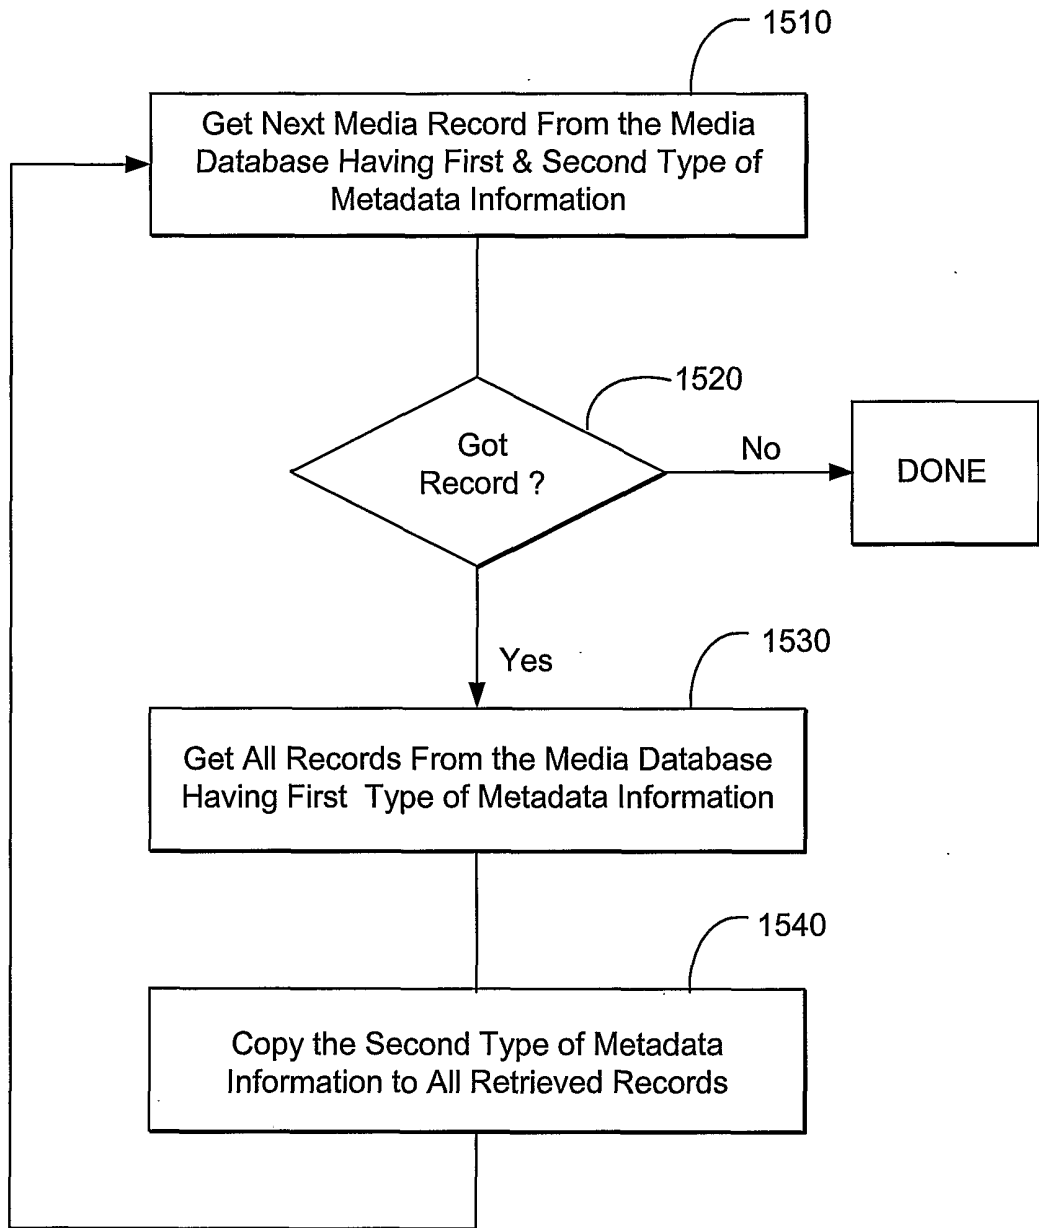 1510
Get Next Media Record From the Media
Database Having First & Second Type of
Metadata Information
1520
Got
Record ?
No
DONE
Yes
1530
Get All Records From the Media Database
Having First Type of Metadata Information
1540
Copy the Second Type of Metadata
Information to All Retrieved Records